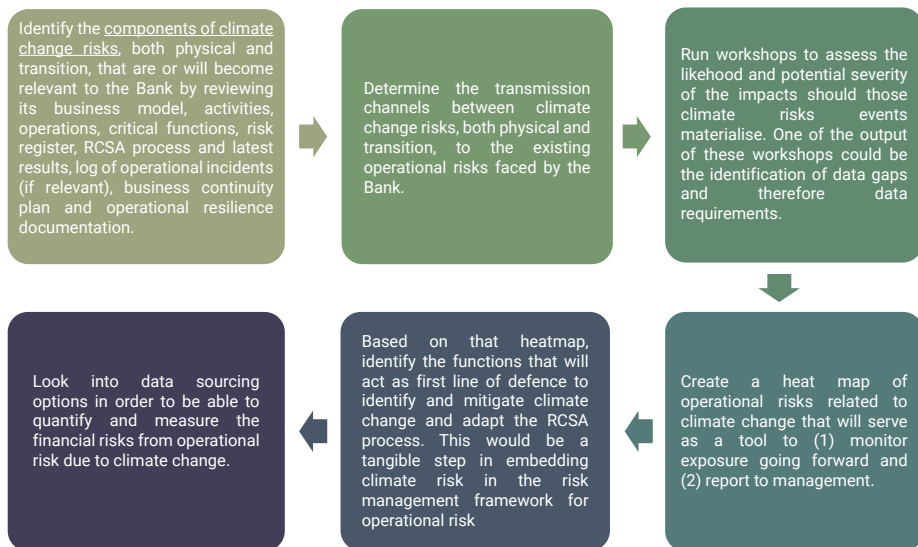 Identify the components of climate
change risks, both physical and
transition, that are or will become
relevant to the Bank by reviewing
its business model, activities,
operations, critical functions, risk
register, RCSA process and latest
results, log of operational incidents
(if relevant), business continuity
plan and operational resilience
documentation.
Determine the transmission
channels between climate
change risks, both physical and
transition, to the existing
operational risks faced by the
Bank.
Run workshops to assess the
likehood and potential severity
of the impacts should those
climate risks events
materialise. One of the output
of these workshops could be
the identification of data gaps
and therefore data
requirements.
Create a heat map of
operational risks related to
climate change that will serve
as a tool to (1) monitor
exposure going forward and
(2) report to management.
Based on that heatmap,
identify the functions that will
act as first line of defence to
identify and mitigate climate
change and adapt the RCSA
process. This would be a
tangible step in embedding
climate risk in the risk
management framework for
operational risk
Look into data sourcing
options in order to be able to
quantify and measure the
financial risks from operational
risk due to climate change.